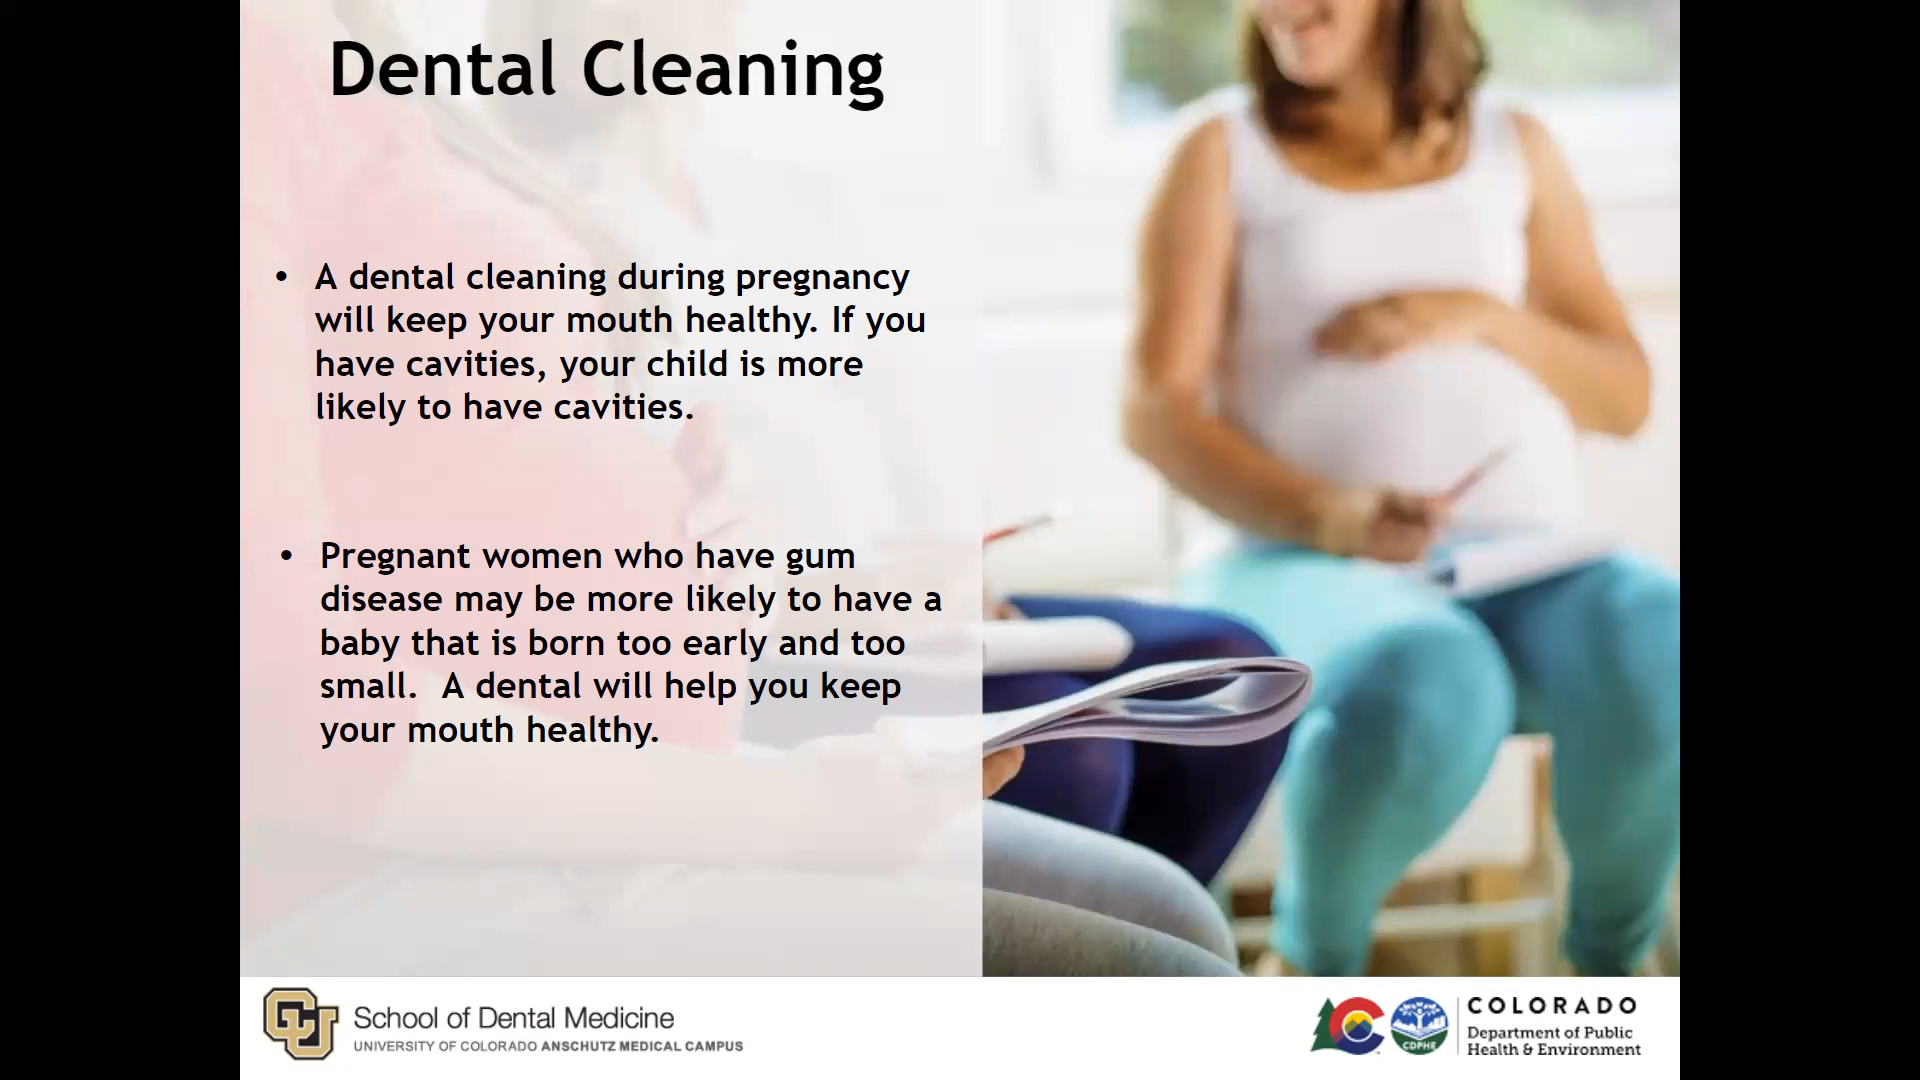 Dental Cleaning
• A dental cleaning during pregnancy
will keep your mouth healthy. If you
have cavities, your child is more
likely to have cavities.
• Pregnant women who have gum
disease may be more likely to have a
baby that is born too early and too
small.  A dental will help you keep
your mouth healthy.
CU
School of Dental Medicine
UNIVERSITY OF COLORADO ANSCHUTZ MEDICAL CAMPUS
CDPHE
COLORADO
Department of Public
Health & Environment